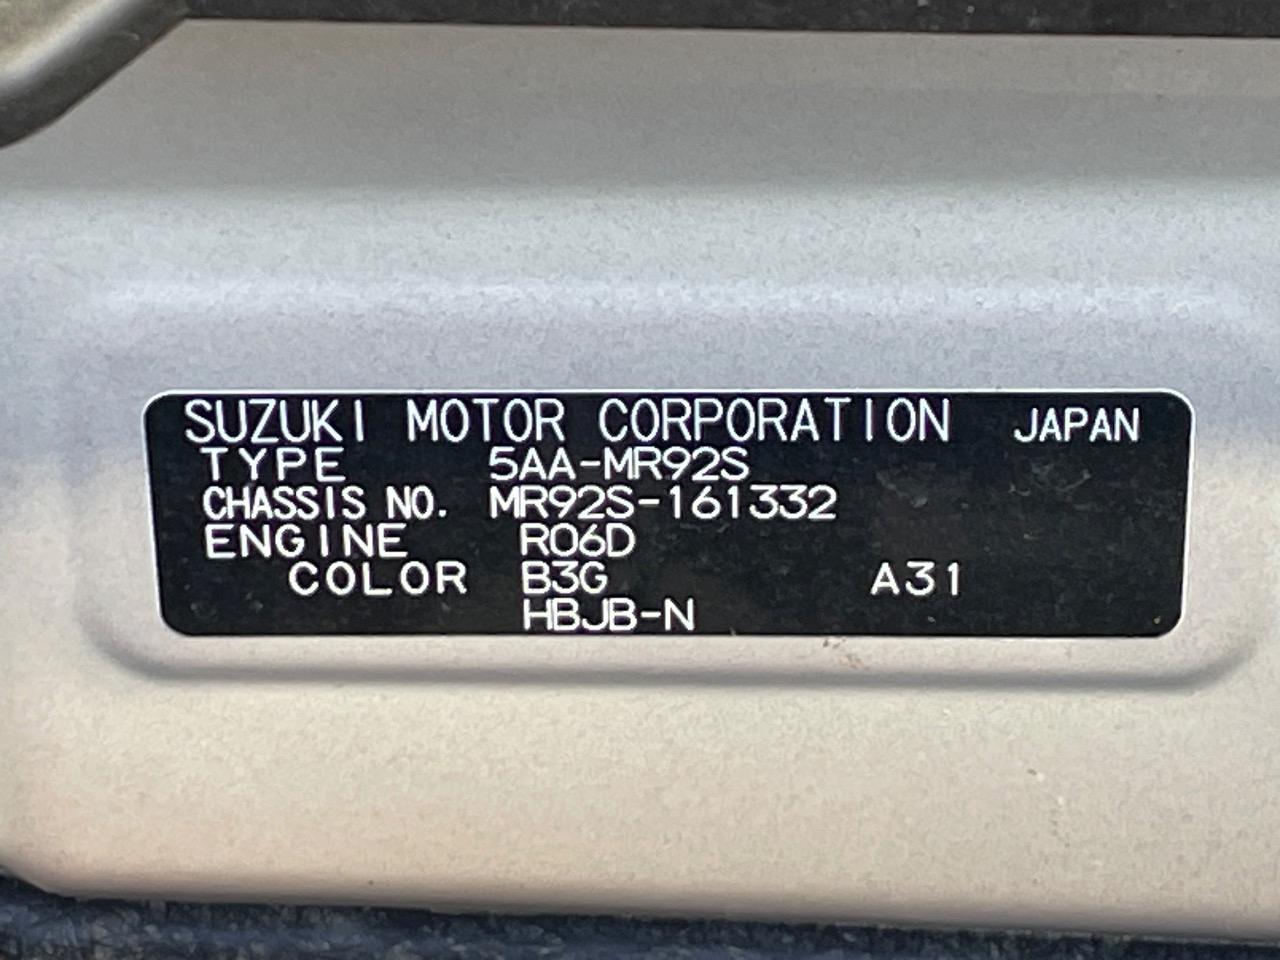 SUZUKI MOTOR CORPORATION JAPAN
TYPE 5AA-MR92S
CHASSIS NO. MR92S-161332
ENGINE R06D
COLOR B3G A31
HBJB-N